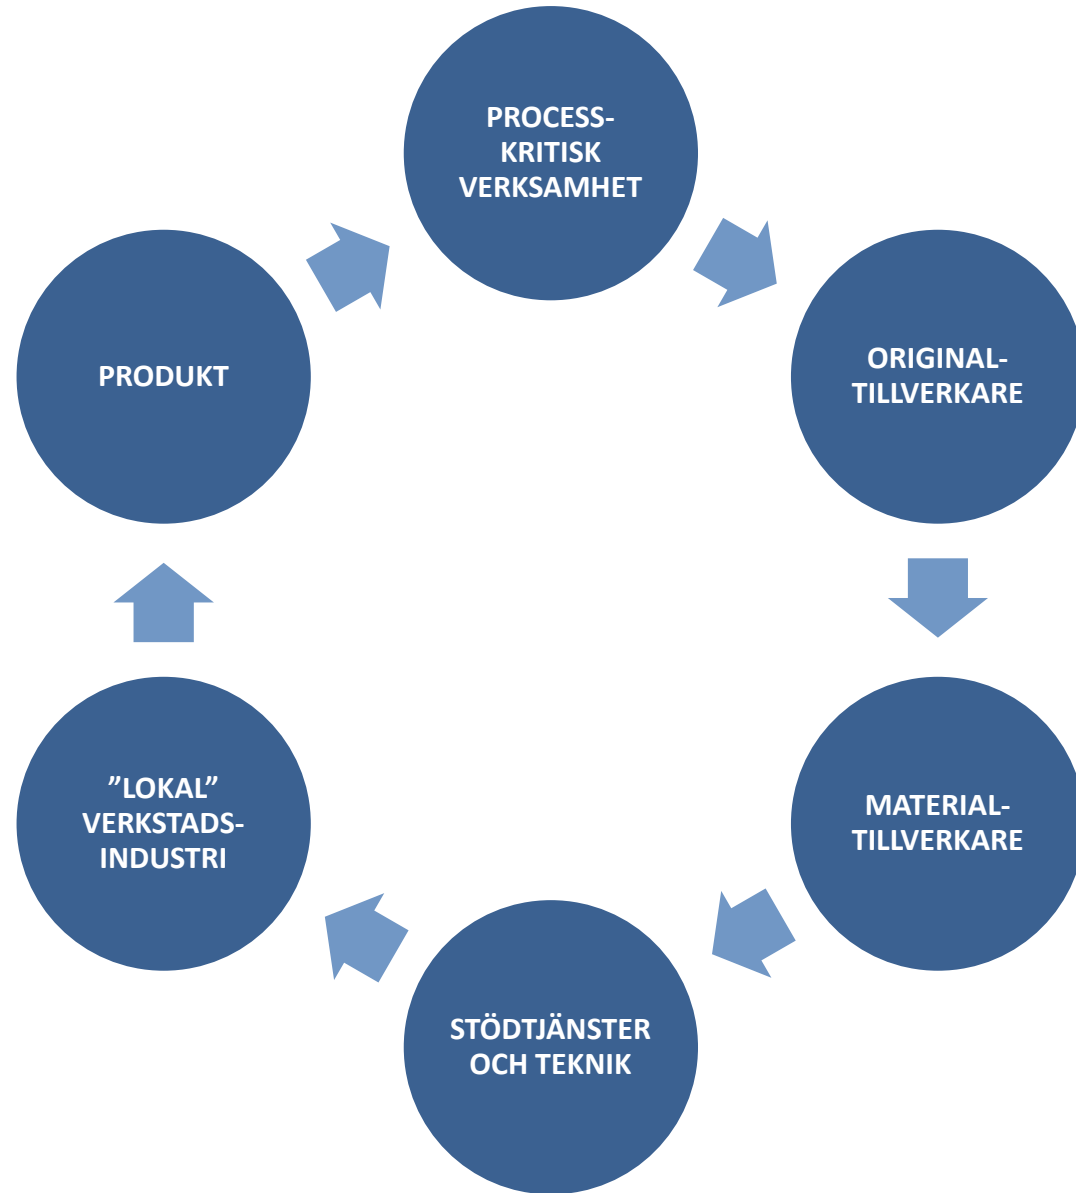 PROCESS-
KRITISK
VERKSAMHET
ORIGINAL-
TILLVERKARE
MATERIAL-
TILLVERKARE
STÖDTJÄNSTER
OCH TEKNIK
”LOKAL”
VERKSTADS-
INDUSTRI
PRODUKT